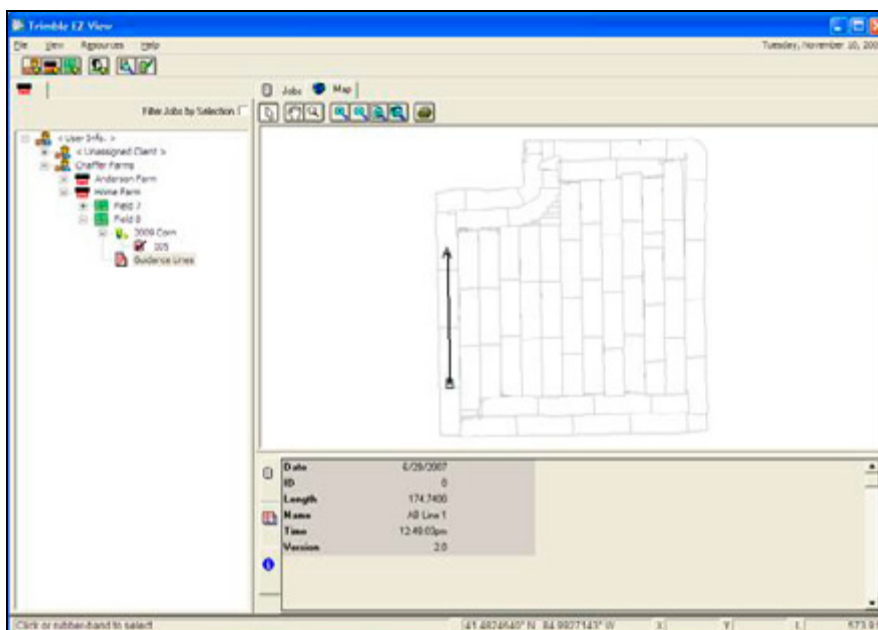 Trimble EZ View
File View Resources Help
Tuesday, November 10, 200
Jobs Map
Filter Jobs by Selection
< User Info. >
< Unassigned Client >
Chaffer Farms
Anderson Farm
Home Farm
Field 7
Field 8
2009 Corn
Guidance Lines
A
B
Date 6/29/2007
ID 0
Length 174.7400
Name AB Line 1
Time 12:49:03pm
Version 2.0
Click or rubber-band to select
41.4824640° N 84.9927143° W X Y L 573.9